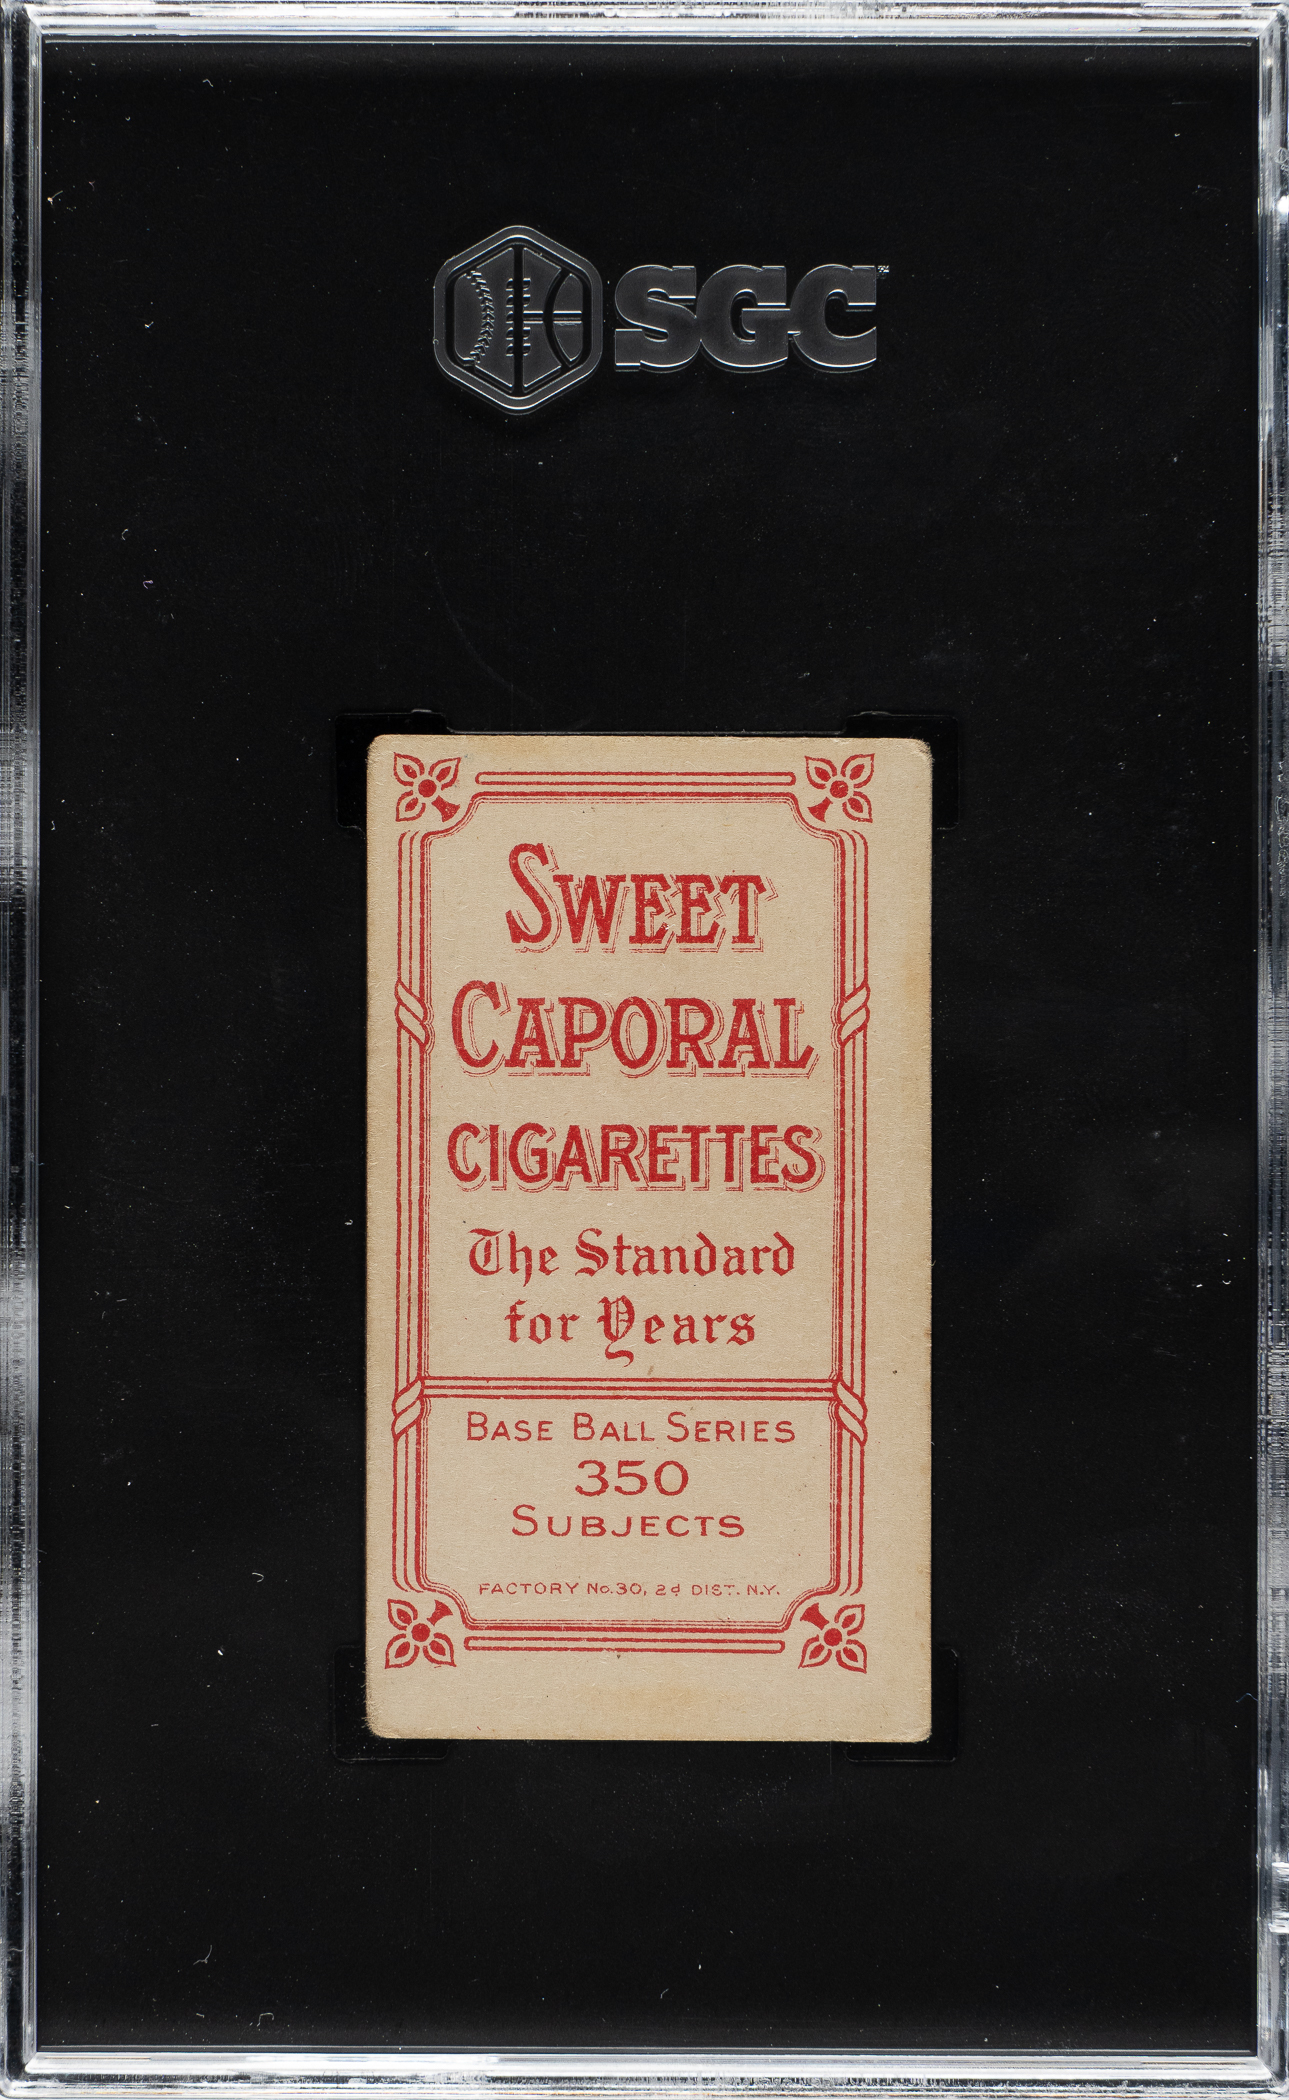 SGC
SWEET
CAPORAL
CIGARETTES
The Standard
for Years
BASE BALL SERIES
350
SUBJECTS
FACTORY No.30, 2d DIST. N.Y.